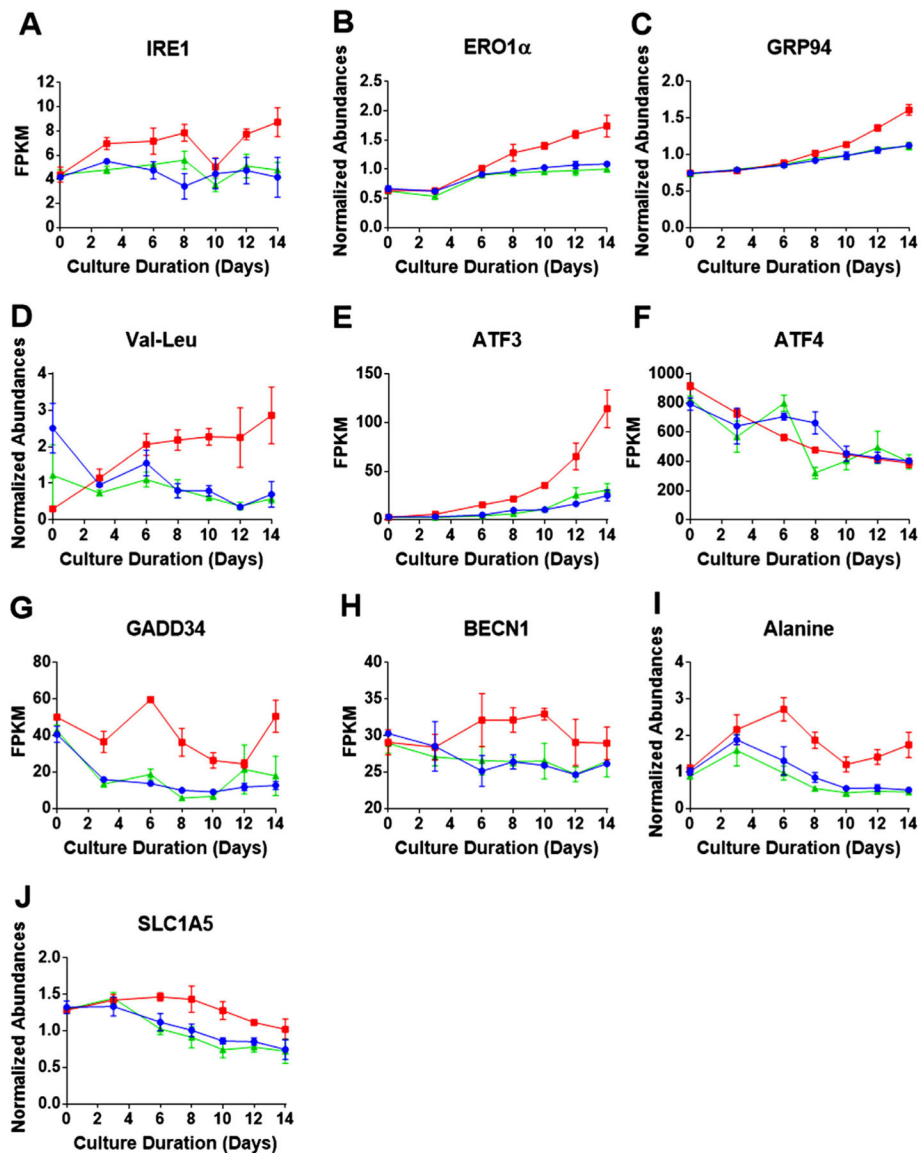 A
IRE1
FPKM
12
10
8
6
4
2
0
0 2 4 6 8 10 12 14
Culture Duration (Days)
B
ERO1α
Normalized Abundances
2.5
2.0
1.5
1.0
0.5
0.0
0 2 4 6 8 10 12 14
Culture Duration (Days)
C
GRP94
Normalized Abundances
2.0
1.5
1.0
0.5
0.0
0 2 4 6 8 10 12 14
Culture Duration (Days)
D
Val-Leu
Normalized Abundances
4
3
2
1
0
0 2 4 6 8 10 12 14
Culture Duration (Days)
E
ATF3
FPKM
150
100
50
0
0 2 4 6 8 10 12 14
Culture Duration (Days)
F
ATF4
FPKM
1000
800
600
400
200
0
0 2 4 6 8 10 12 14
Culture Duration (Days)
G
GADD34
FPKM
80
60
40
20
0
0 2 4 6 8 10 12 14
Culture Duration (Days)
H
BECN1
FPKM
40
35
30
25
20
0 2 4 6 8 10 12 14
Culture Duration (Days)
I
Alanine
Normalized Abundances
4
3
2
1
0
0 2 4 6 8 10 12 14
Culture Duration (Days)
J
SLC1A5
Normalized Abundances
2.0
1.5
1.0
0.5
0.0
0 2 4 6 8 10 12 14
Culture Duration (Days)